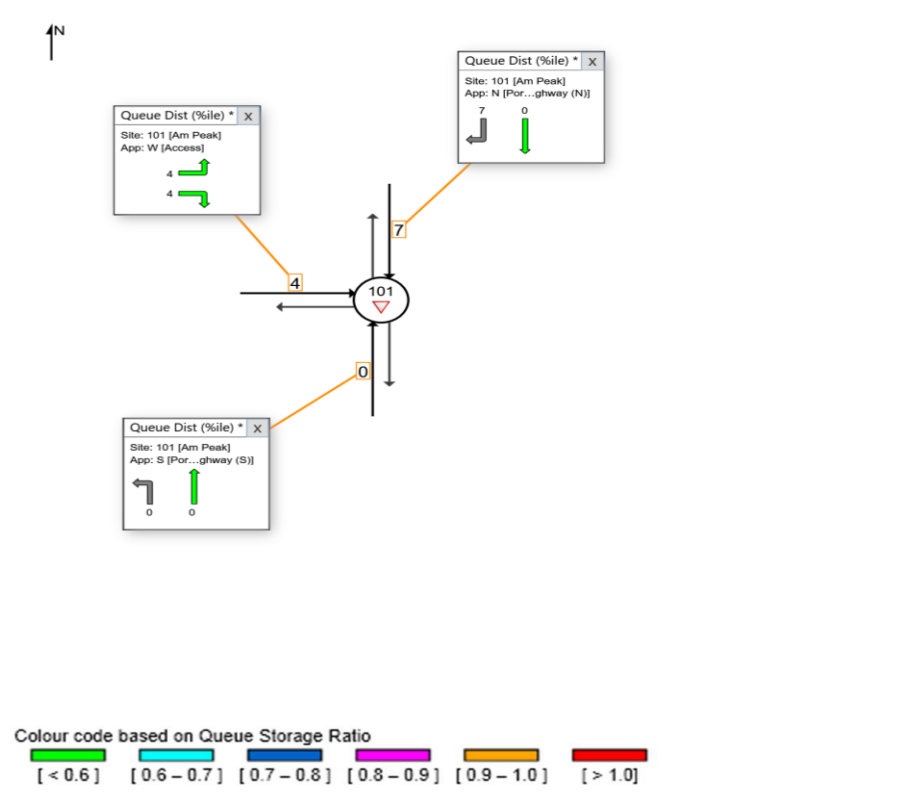 N
Queue Dist (%ile) * x
Site: 101 [Am Peak]
App: N [Por...ghway (N)]
7 0
Queue Dist (%ile) * x
Site: 101 [Am Peak]
App: W [Access]
4
4
7
4
101
0
Queue Dist (%ile) * x
Site: 101 [Am Peak]
App: S [Por...ghway (S)]
0 0
Colour code based on Queue Storage Ratio
[ < 0.6 ] [ 0.6 – 0.7 ] [ 0.7 – 0.8 ] [ 0.8 – 0.9 ] [ 0.9 – 1.0 ] [ > 1.0]